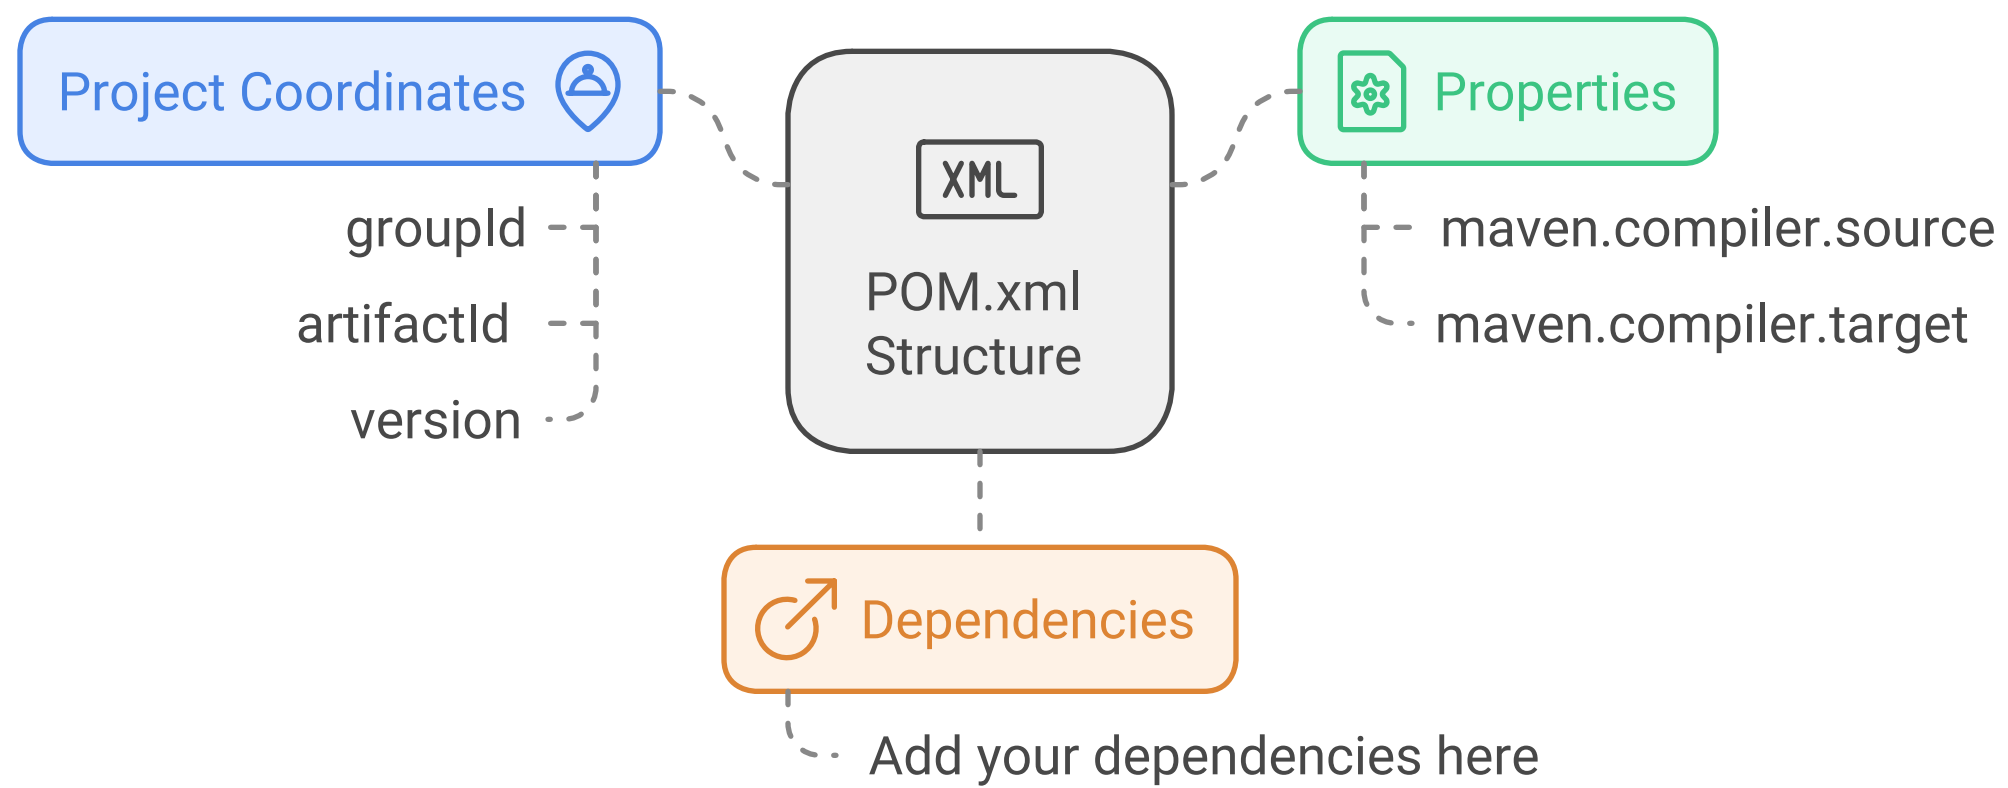 Project Coordinates
groupId
artifactId
version
XML
POM.xml
Structure
Properties
maven.compiler.source
maven.compiler.target
Dependencies
Add your dependencies here